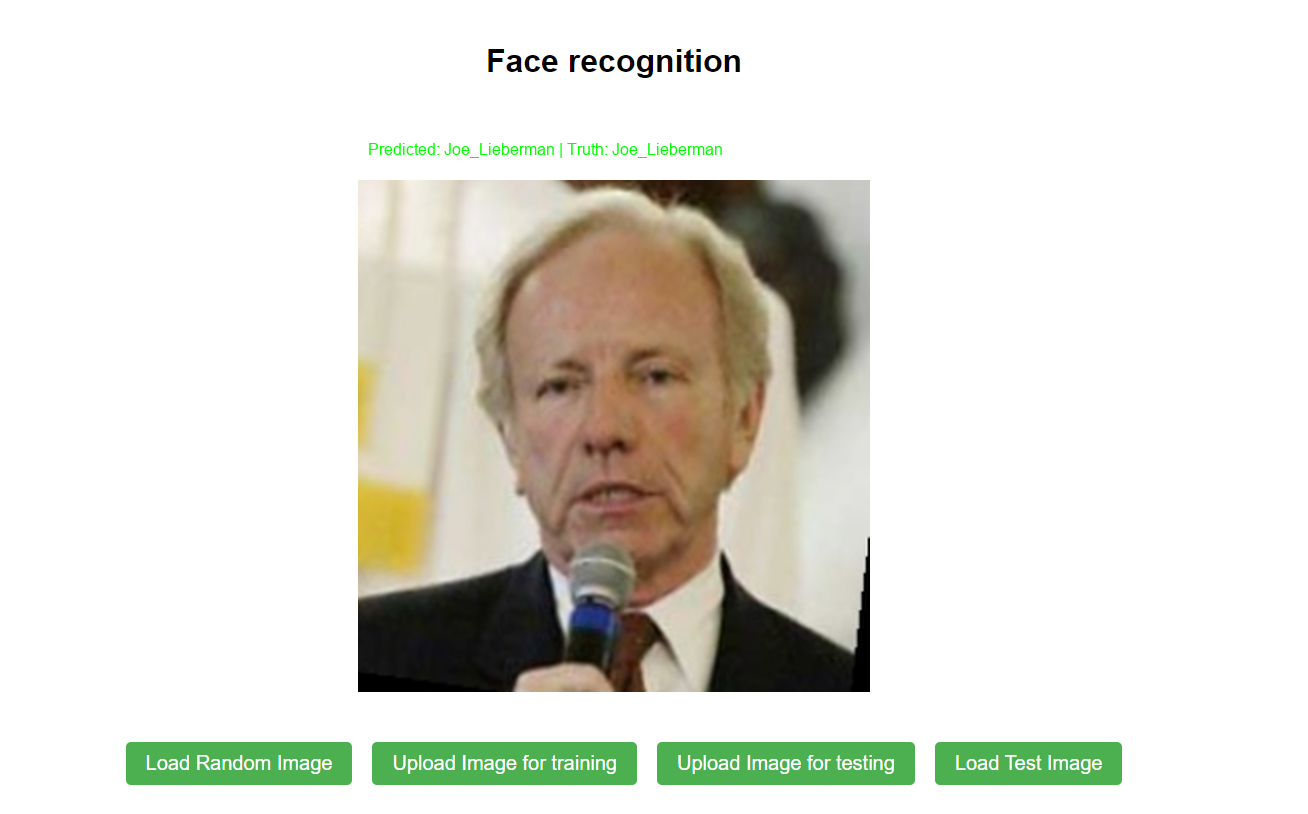 Face recognition
Predicted: Joe_Lieberman | Truth: Joe_Lieberman
Load Random Image
Upload Image for training
Upload Image for testing
Load Test Image